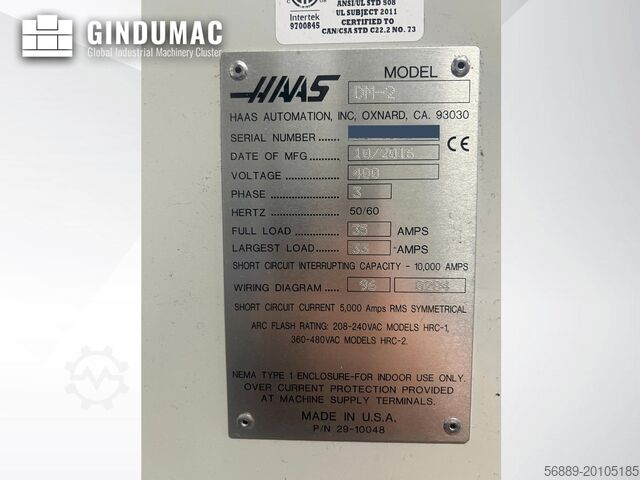 GINDUMAC
Global Industrial Machinery Cluster
Intertek
9700845
ANSI/UL STD 508
UL SUBJECT 2011
CERTIFIED TO
CAN/CSA STD C22.2 NO. 73
HAAS
MODEL
DM-2
HAAS AUTOMATION, INC, OXNARD, CA. 93030
SERIAL NUMBER
CE
DATE OF MFG 10/2016
VOLTAGE 400
PHASE 3
HERTZ 50/60
FULL LOAD 35 AMPS
LARGEST LOAD 33 AMPS
SHORT CIRCUIT INTERRUPTING CAPACITY - 10,000 AMPS
WIRING DIAGRAM 96 0284
SHORT CIRCUIT CURRENT 5,000 Amps RMS SYMMETRICAL
ARC FLASH RATING: 208-240VAC MODELS HRC-1,
360-480VAC MODELS HRC-2.
NEMA TYPE 1 ENCLOSURE-FOR INDOOR USE ONLY.
OVER CURRENT PROTECTION PROVIDED
AT MACHINE SUPPLY TERMINALS.
MADE IN U.S.A.
P/N 29-10048
56889-20105185